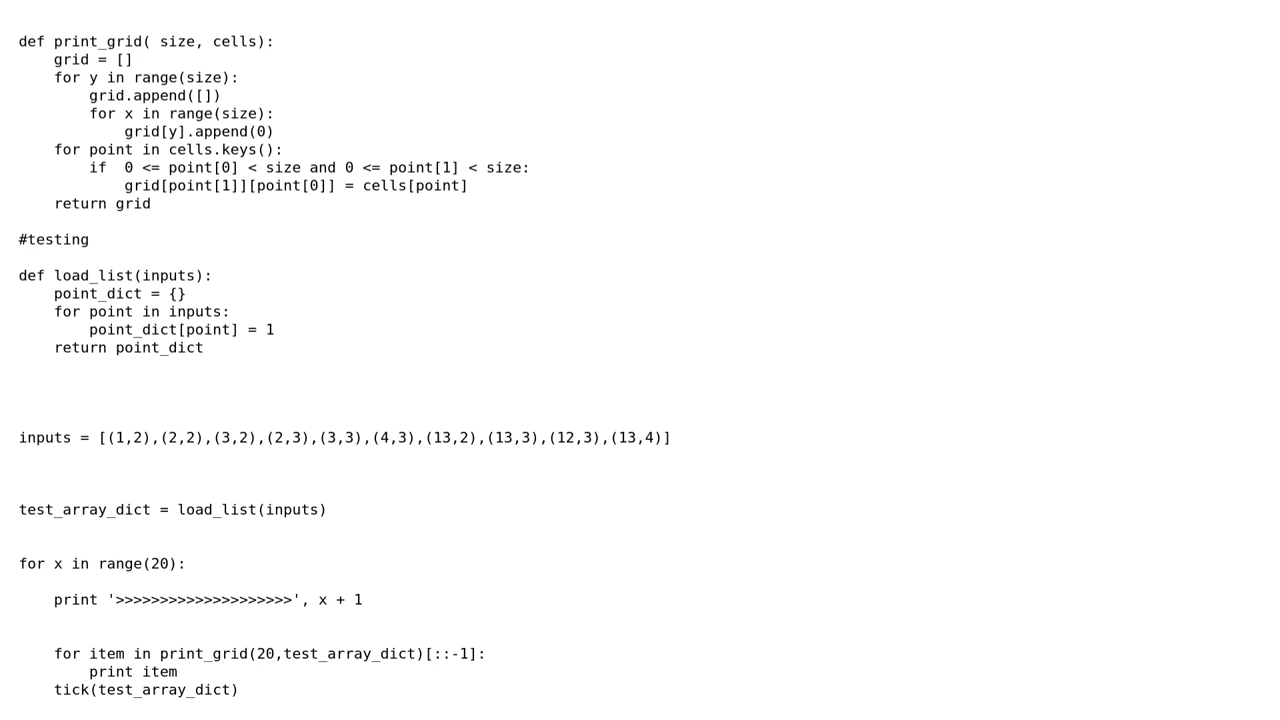 def print_grid( size, cells):
    grid = []
    for y in range(size):
        grid.append([])
        for x in range(size):
            grid[y].append(0)
    for point in cells.keys():
        if  0 <= point[0] < size and 0 <= point[1] < size:
            grid[point[1]][point[0]] = cells[point]
    return grid

#testing

def load_list(inputs):
    point_dict = {}
    for point in inputs:
        point_dict[point] = 1
    return point_dict

inputs = [(1,2),(2,2),(3,2),(2,3),(3,3),(4,3),(13,2),(13,3),(12,3),(13,4)]

test_array_dict = load_list(inputs)

for x in range(20):

    print '>>>>>>>>>>>>>>>>>>>>', x + 1

    for item in print_grid(20,test_array_dict)[::-1]:
        print item
    tick(test_array_dict)